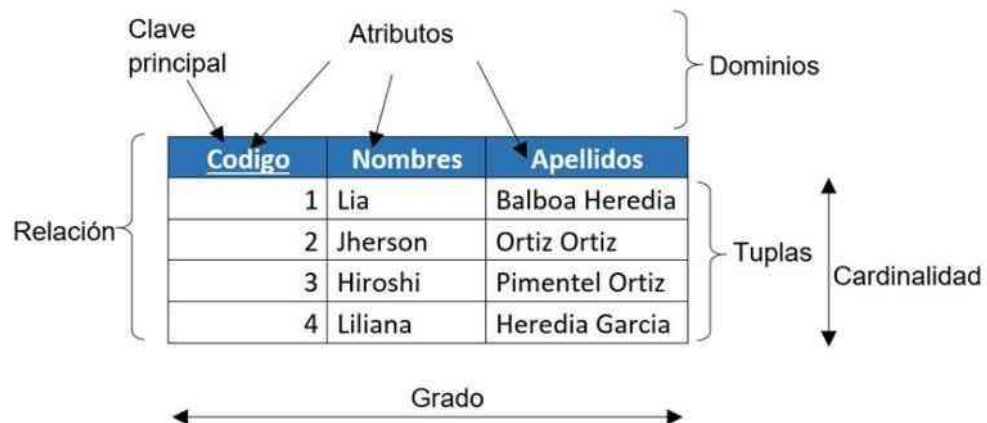 Clave
principal
Atributos
Dominios
Codigo Nombres Apellidos
1 Lia Balboa Heredia
2 Jherson Ortiz Ortiz
3 Hiroshi Pimentel Ortiz
4 Liliana Heredia Garcia
Relación
Tuplas
Cardinalidad
Grado